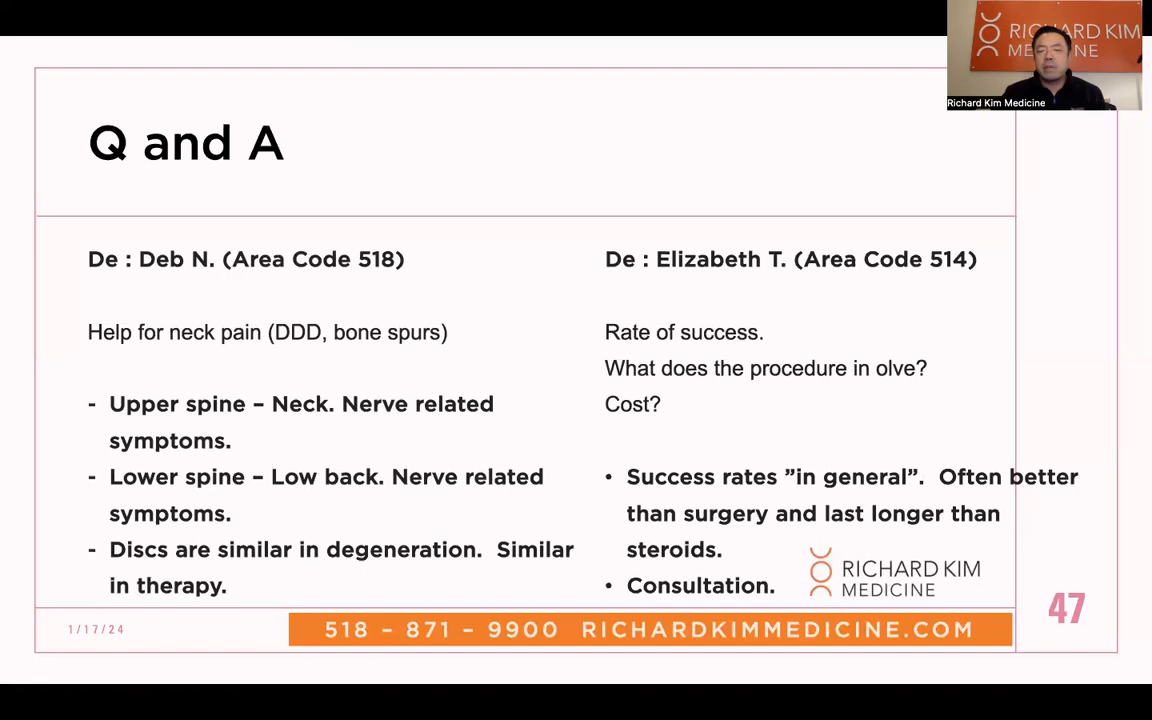 RICHARD KIM
MEDICINE
Richard Kim Medicine
Q and A
De : Deb N. (Area Code 518)
Help for neck pain (DDD, bone spurs)
- Upper spine – Neck. Nerve related
symptoms.
- Lower spine – Low back. Nerve related
symptoms.
- Discs are similar in degeneration.  Similar
in therapy.
De : Elizabeth T. (Area Code 514)
Rate of success.
What does the procedure in olve?
Cost?
• Success rates ”in general”.  Often better
than surgery and last longer than
steroids.
• Consultation.
RICHARD KIM
MEDICINE
47
1/17/24
518 – 871 – 9900  RICHARDKIMMEDICINE.COM